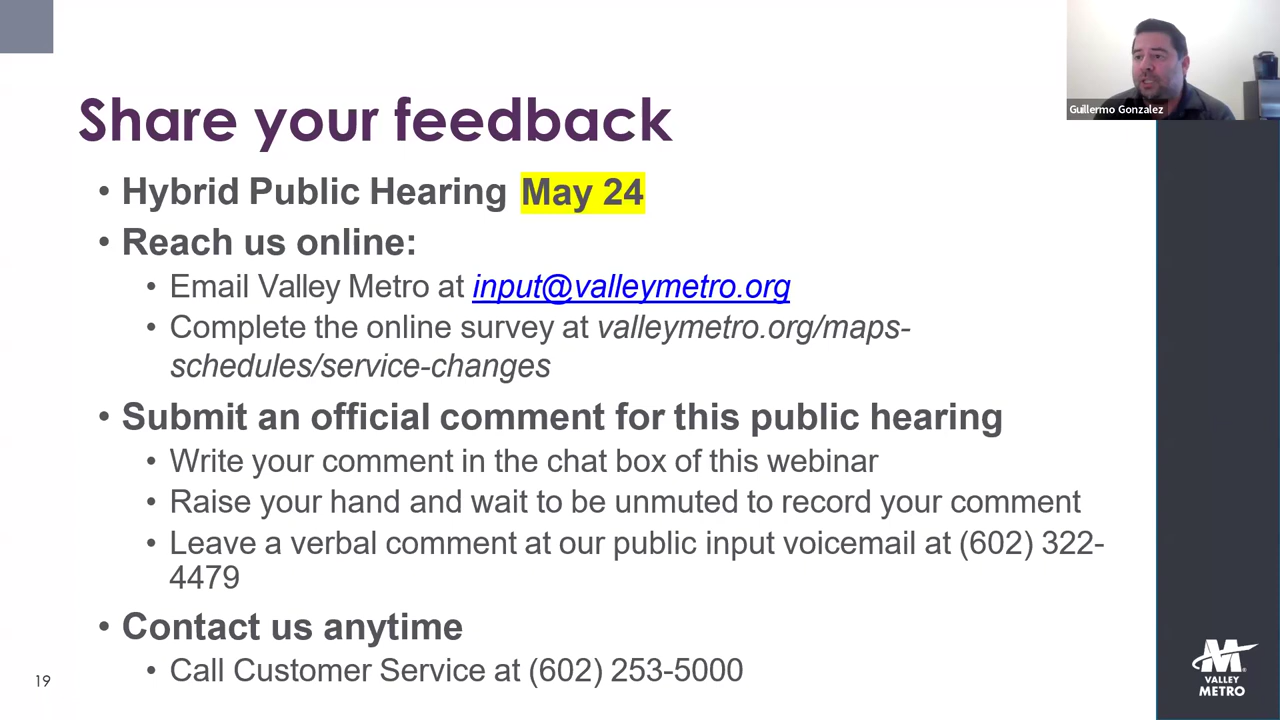 Guillermo Gonzalez
Share your feedback
• Hybrid Public Hearing May 24
• Reach us online:
• Email Valley Metro at input@valleymetro.org
• Complete the online survey at valleymetro.org/maps-
schedules/service-changes
• Submit an official comment for this public hearing
• Write your comment in the chat box of this webinar
• Raise your hand and wait to be unmuted to record your comment
• Leave a verbal comment at our public input voicemail at (602) 322-
4479
• Contact us anytime
• Call Customer Service at (602) 253-5000
19
VALLEY
METRO